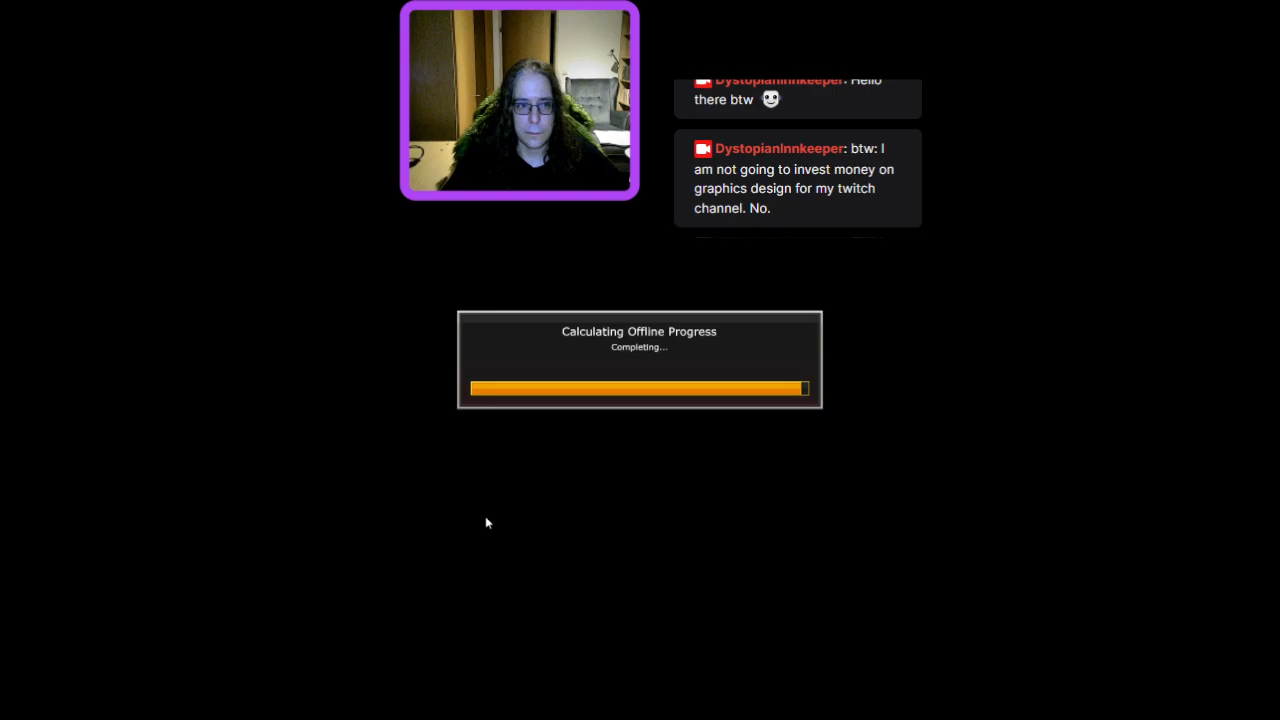 DystopianInnkeeper: Hello
there btw
DystopianInnkeeper: btw: I
am not going to invest money on
graphics design for my twitch
channel. No.
Calculating Offline Progress
Completing...